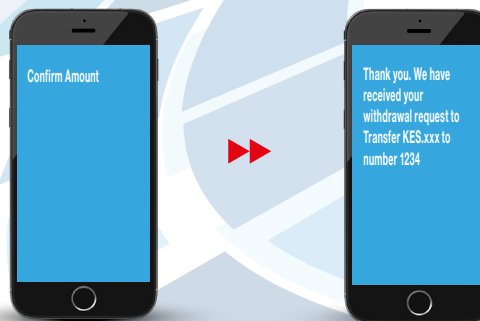 Confirm Amount
Thank you. We have
received your
withdrawal request to
Transfer KES.xxx to
number 1234